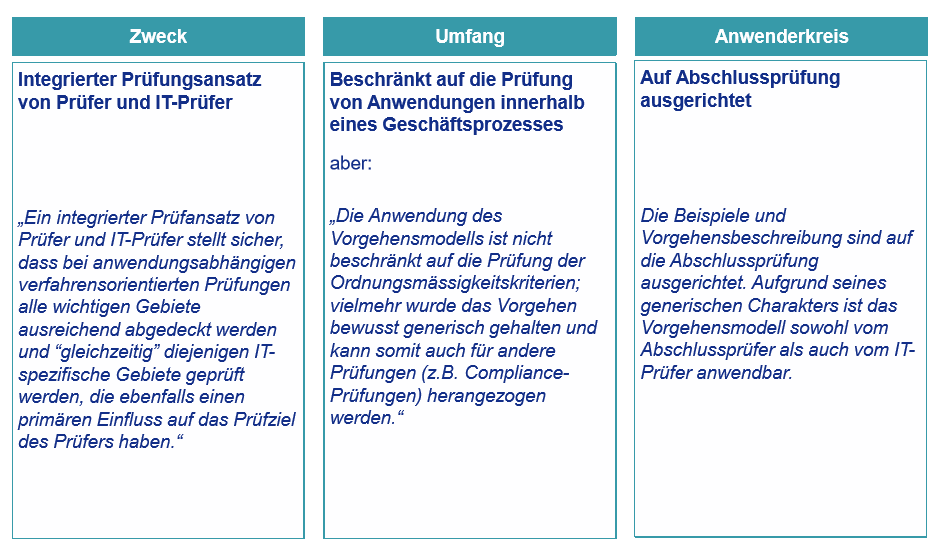 Zweck
Integrierter Prüfungsansatz
von Prüfer und IT-Prüfer
„Ein integrierter Prüfansatz von
Prüfer und IT-Prüfer stellt sicher,
dass bei anwendungsabhängigen
verfahrensorientierten Prüfungen
alle wichtigen Gebiete
ausreichend abgedeckt werden
und “gleichzeitig” diejenigen IT-
spezifische Gebiete geprüft
werden, die ebenfalls einen
primären Einfluss auf das Prüfziel
des Prüfers haben.“
Umfang
Beschränkt auf die Prüfung
von Anwendungen innerhalb
eines Geschäftsprozesses
aber:
„Die Anwendung des
Vorgehensmodells ist nicht
beschränkt auf die Prüfung der
Ordnungsmässigkeitskriterien;
vielmehr wurde das Vorgehen
bewusst generisch gehalten und
kann somit auch für andere
Prüfungen (z.B. Compliance-
Prüfungen) herangezogen
werden.“
Anwenderkreis
Auf Abschlussprüfung
ausgerichtet
Die Beispiele und
Vorgehensbeschreibung sind auf
die Abschlussprüfung
ausgerichtet. Aufgrund seines
generischen Charakters ist das
Vorgehensmodell sowohl vom
Abschlussprüfer als auch vom IT-
Prüfer anwendbar.